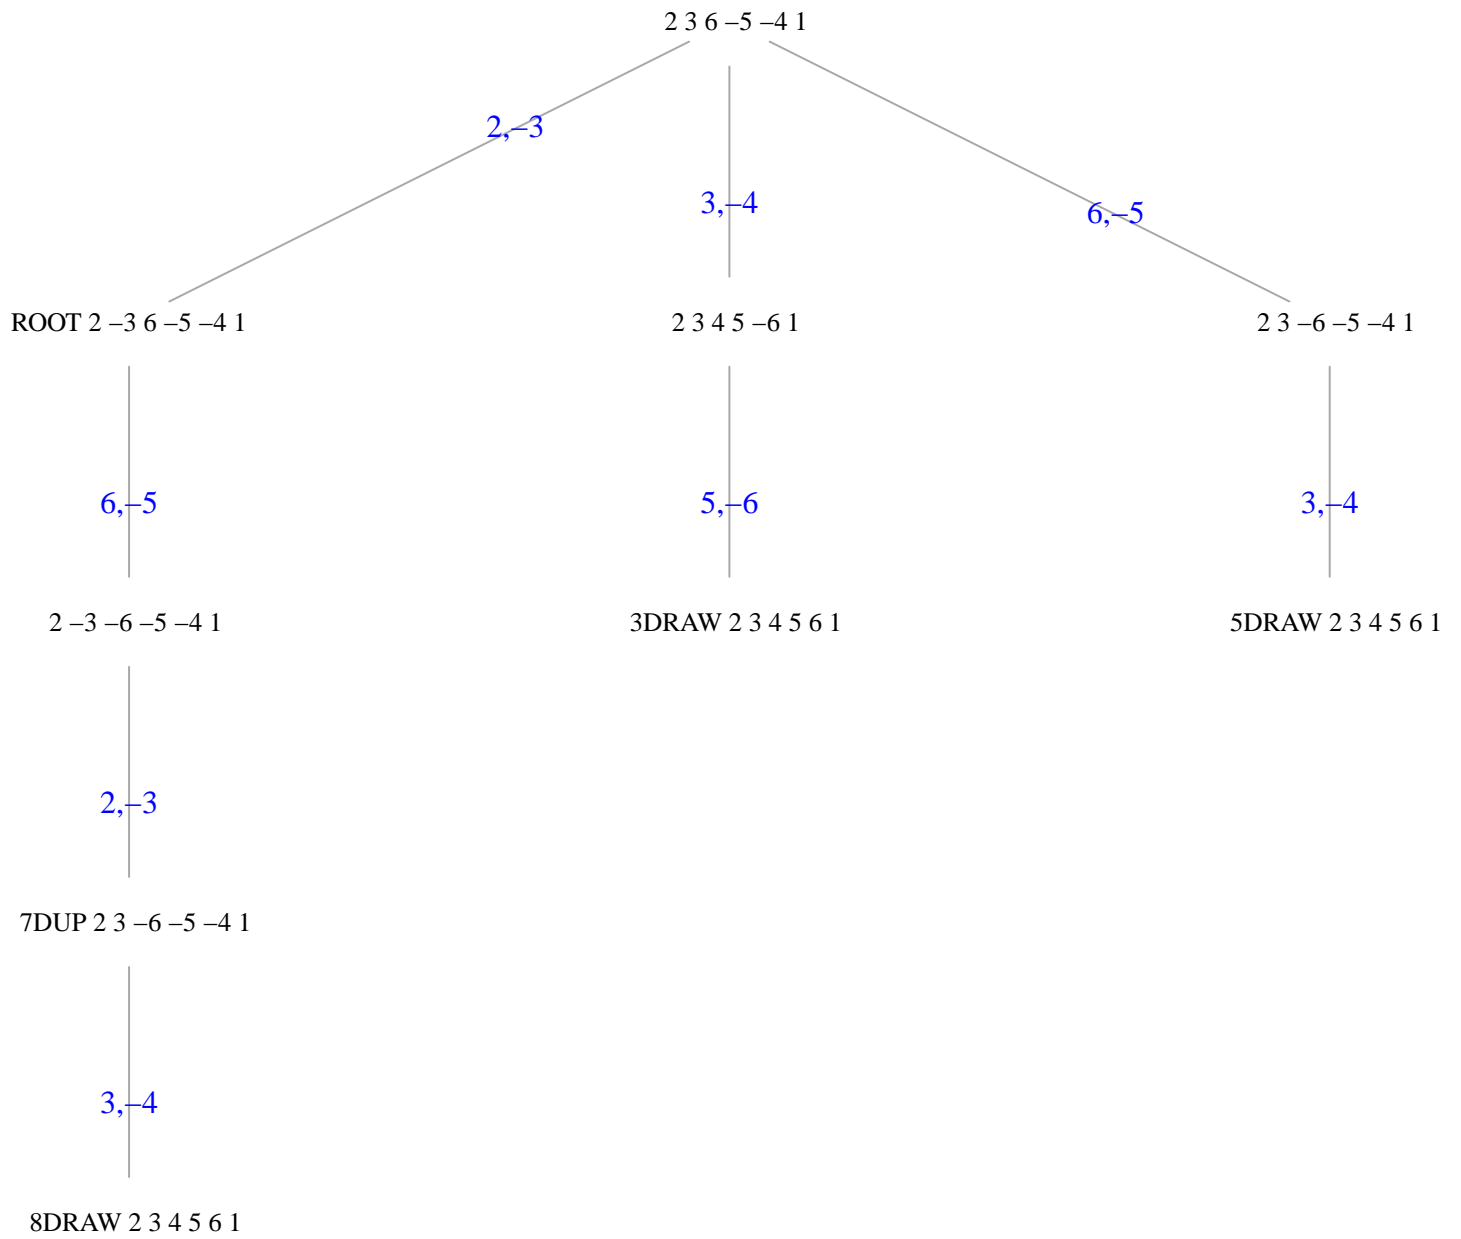 2 3 6 –5 –4 1
2,–3
3,–4
6,–5
ROOT 2 –3 6 –5 –4 1
2 3 4 5 –6 1
2 3 –6 –5 –4 1
6,–5
5,–6
3,–4
2 –3 –6 –5 –4 1
3DRAW 2 3 4 5 6 1
5DRAW 2 3 4 5 6 1
2,–3
7DUP 2 3 –6 –5 –4 1
3,–4
8DRAW 2 3 4 5 6 1